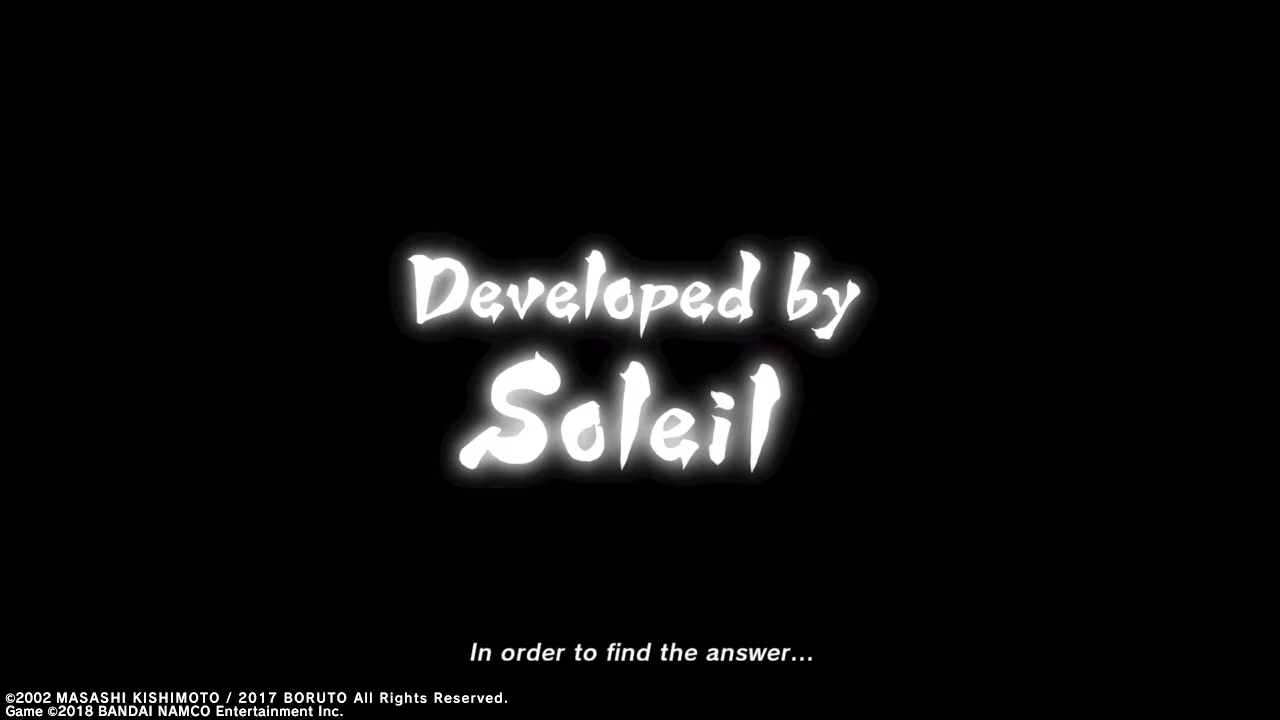 Developed by
Soleil
In order to find the answer...
©2002 MASASHI KISHIMOTO / 2017 BORUTO All Rights Reserved.
Game ©2018 BANDAI NAMCO Entertainment Inc.